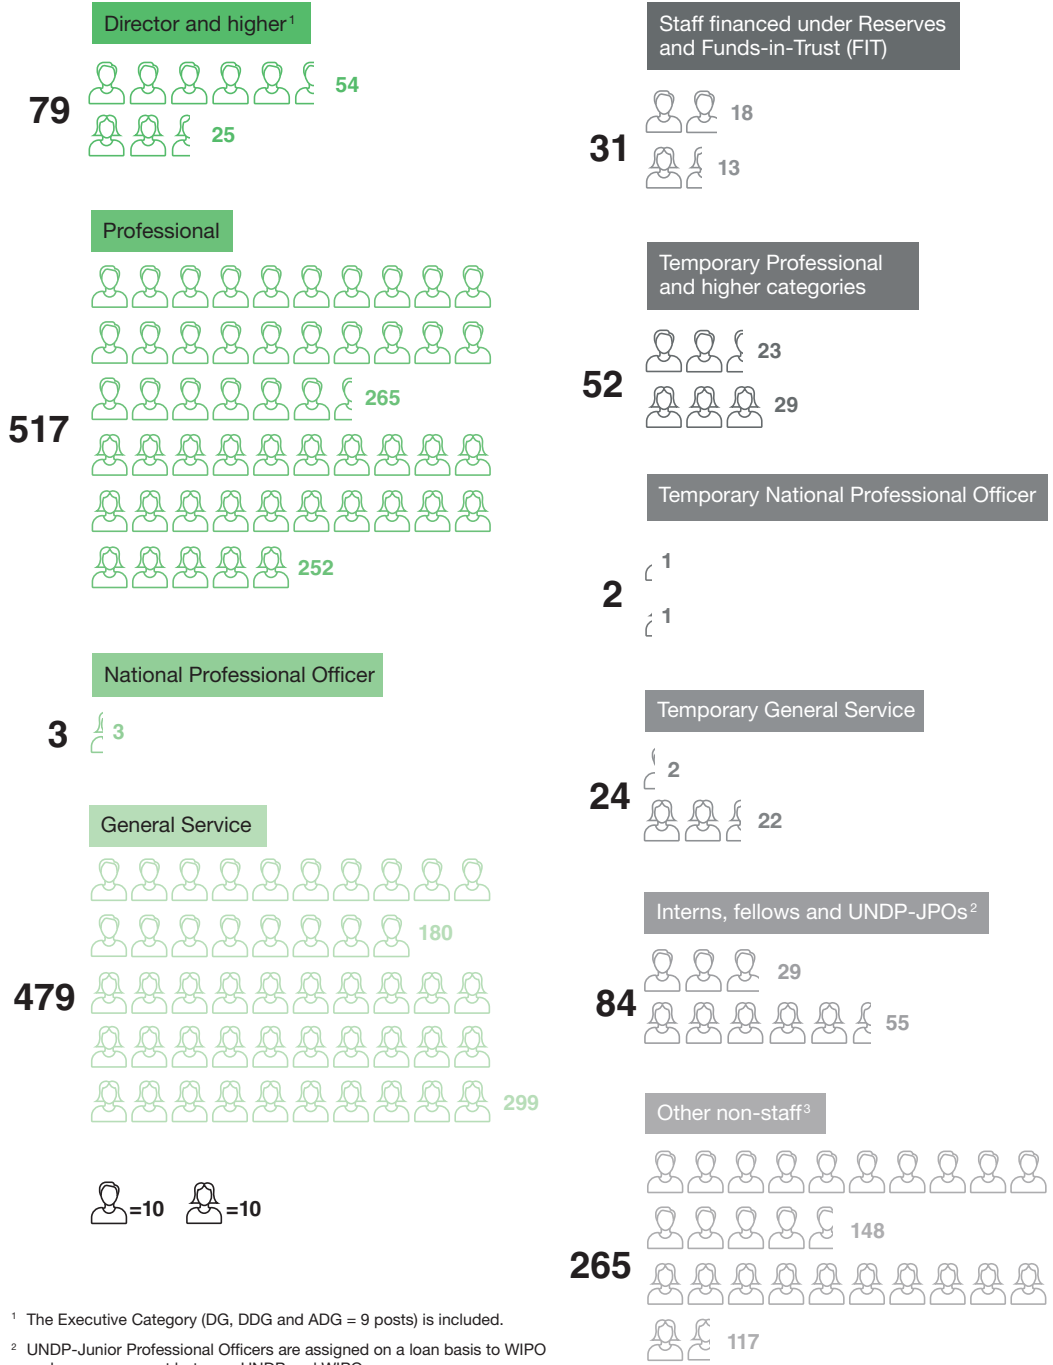 Director and higher1
54
79
25
Professional
265
517
252
National Professional Officer
3
3
General Service
180
479
299
=10 =10
1 The Executive Category (DG, DDG and ADG = 9 posts) is included.
2 UNDP-Junior Professional Officers are assigned on a loan basis to WIPO
Staff financed under Reserves
and Funds-in-Trust (FIT)
18
31
13
Temporary Professional
and higher categories
23
52
29
Temporary National Professional Officer
1
2
1
Temporary General Service
2
24
22
Interns, fellows and UNDP-JPOs2
29
84
55
Other non-staff3
148
265
117